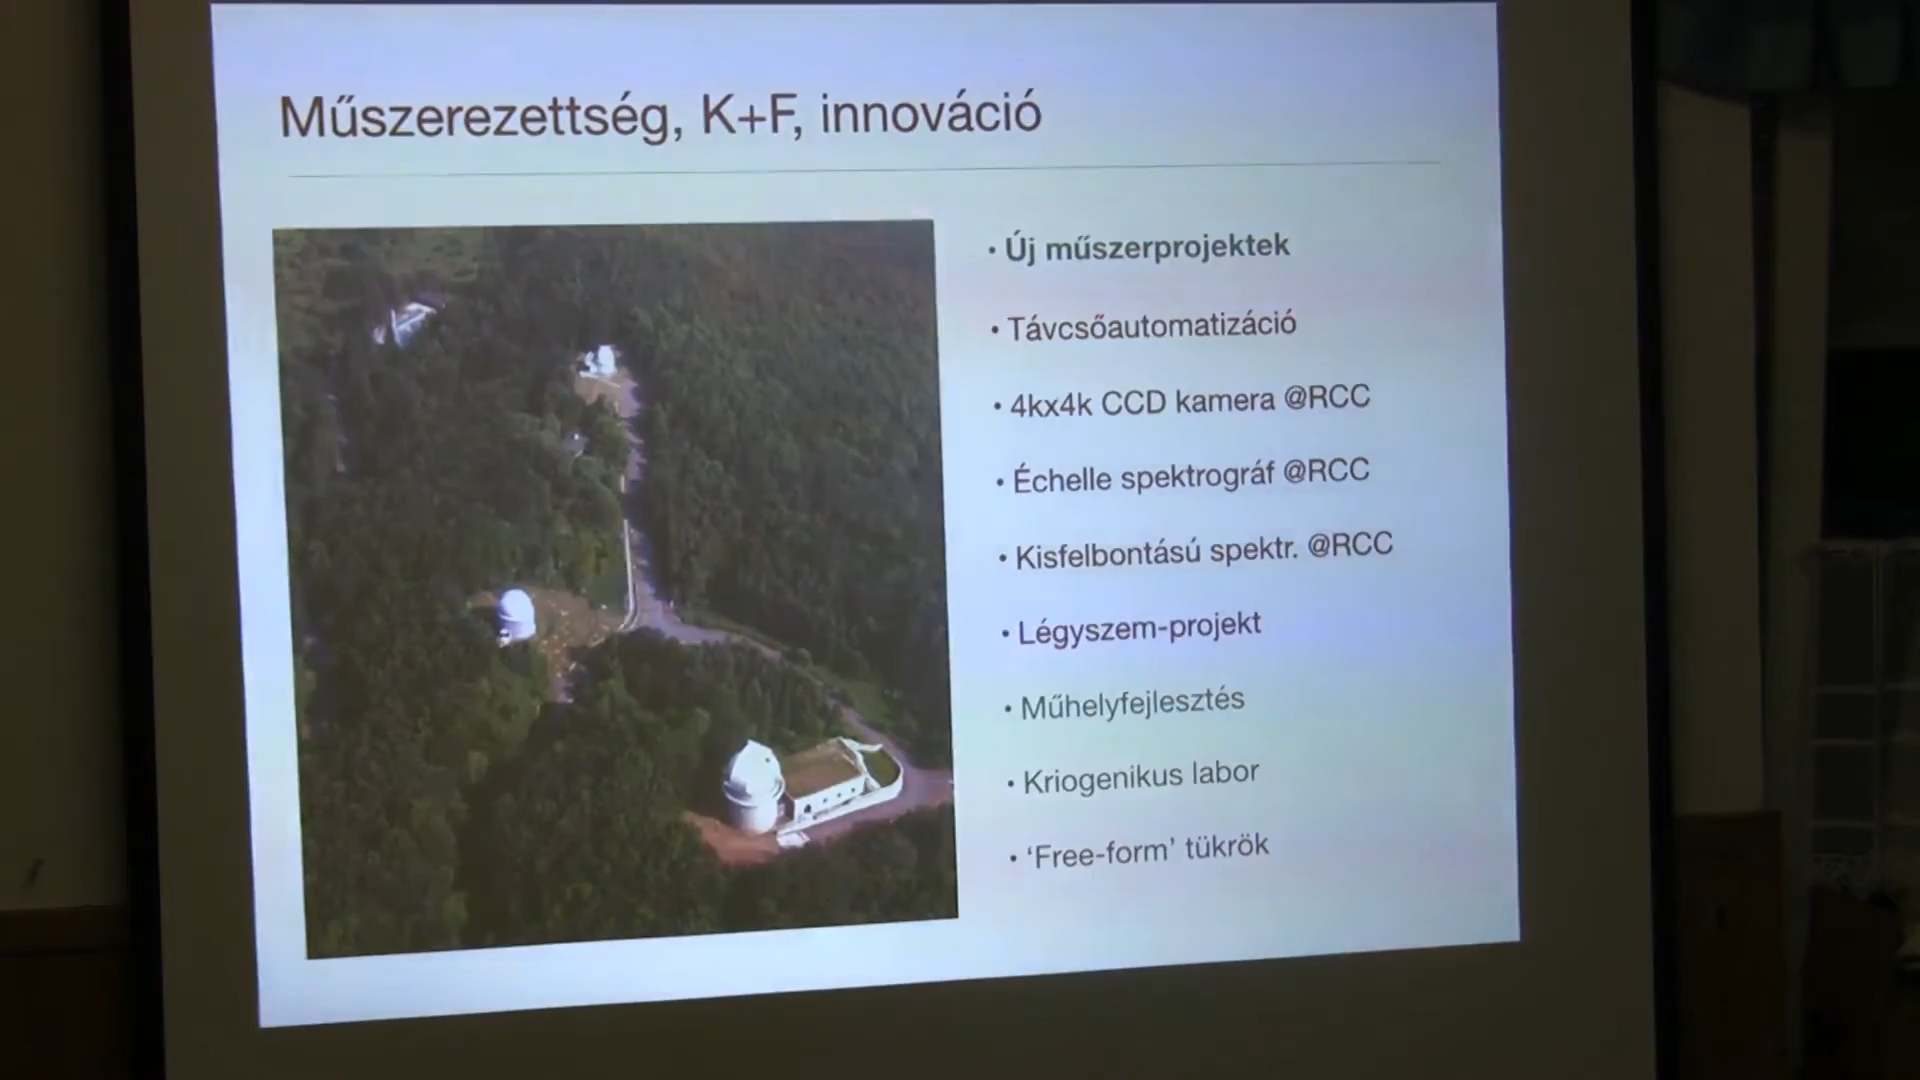 Műszerezettség, K+F, innováció
• Új műszerprojektek
• Távcsőautomatizáció
• 4kx4k CCD kamera @RCC
• Échelle spektrográf @RCC
• Kisfelbontású spektr. @RCC
• Légyszem-projekt
• Műhelyfejlesztés
• Kriogenikus labor
• ‘Free-form’ tükrök